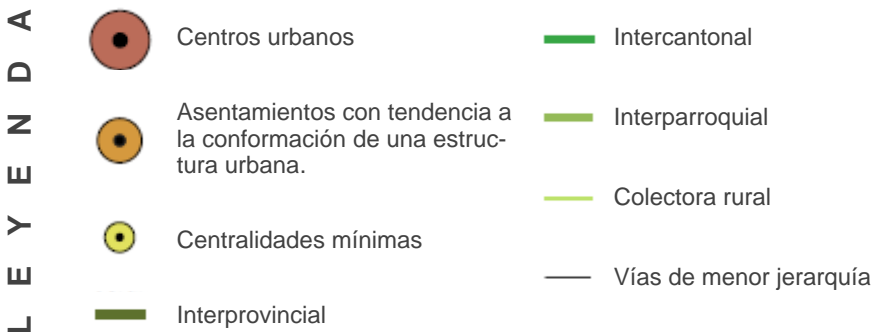 LEYENDA
Centros urbanos
Asentamientos con tendencia a
la conformación de una estruc-
tura urbana.
Centralidades mínimas
Interprovincial
Intercantonal
Interparroquial
Colectora rural
Vías de menor jerarquía